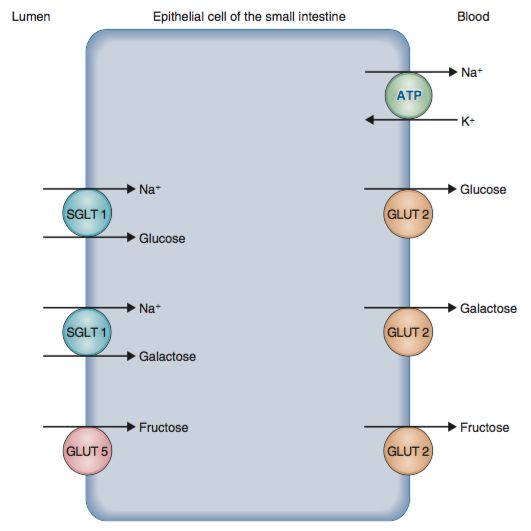 Lumen
Epithelial cell of the small intestine
Blood
Na+
ATP
K+
Na+
SGLT 1
Glucose
Glucose
GLUT 2
Na+
SGLT 1
Galactose
Galactose
GLUT 2
Fructose
GLUT 5
Fructose
GLUT 2